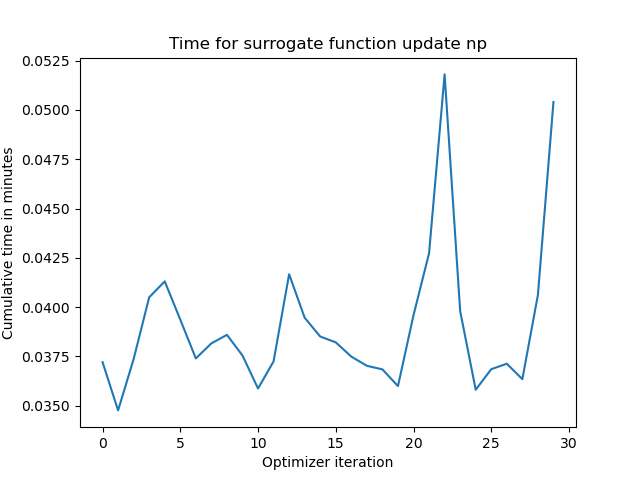 Time for surrogate function update np
0.0525
0.0500
0.0475
0.0450
0.0425
0.0400
0.0375
0.0350
Cumulative time in minutes
0 5 10 15 20 25 30
Optimizer iteration